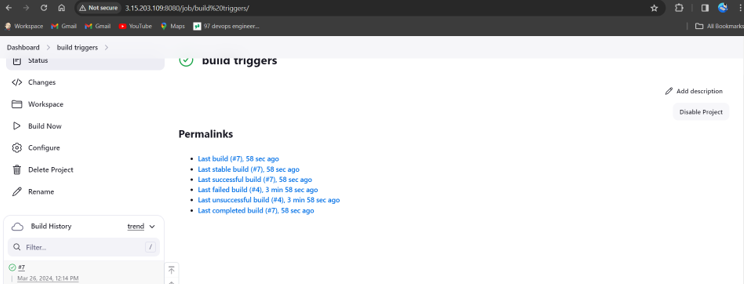 Not secure 3.15.203.109:8080/job/build%20triggers/
Workspace Gmail Gmail YouTube Maps 97 devops engineer... All Bookmarks
Dashboard > build triggers >
Status
build triggers
Changes
Add description
Workspace
Disable Project
Build Now
Permalinks
Configure
Last build (#7), 58 sec ago
Delete Project
Last stable build (#7), 58 sec ago
Last successful build (#7), 58 sec ago
Rename
Last failed build (#4), 3 min 58 sec ago
Last unsuccessful build (#4), 3 min 58 sec ago
Last completed build (#7), 58 sec ago
Build History trend
Filter... /
#7
Mar 26, 2024, 12:14 PM